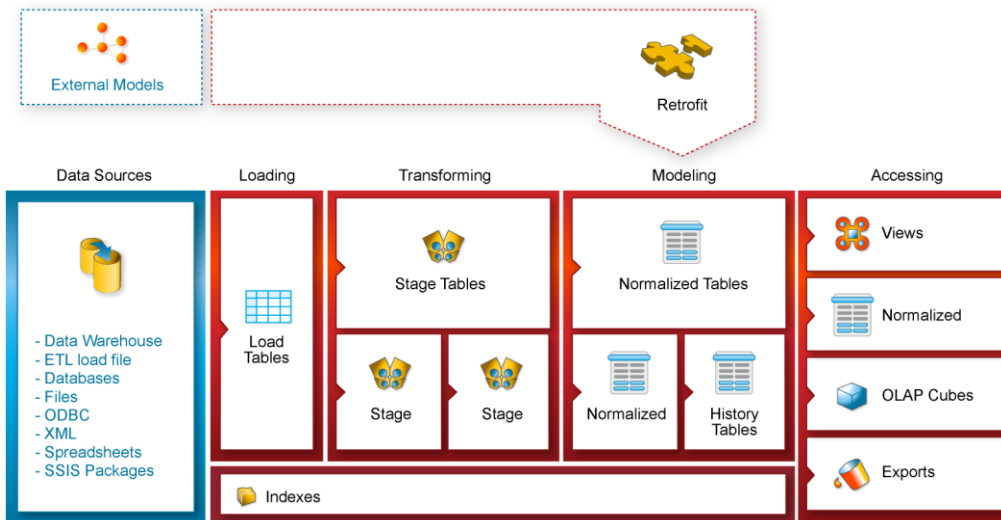 External Models
Retrofit
Data Sources
Loading
Transforming
Modeling
Accessing
- Data Warehouse
- ETL load file
- Databases
- Files
- ODBC
- XML
- Spreadsheets
- SSIS Packages
Load
Tables
Stage Tables
Stage
Stage
Normalized Tables
Normalized
History
Tables
Views
Normalized
OLAP Cubes
Exports
Indexes